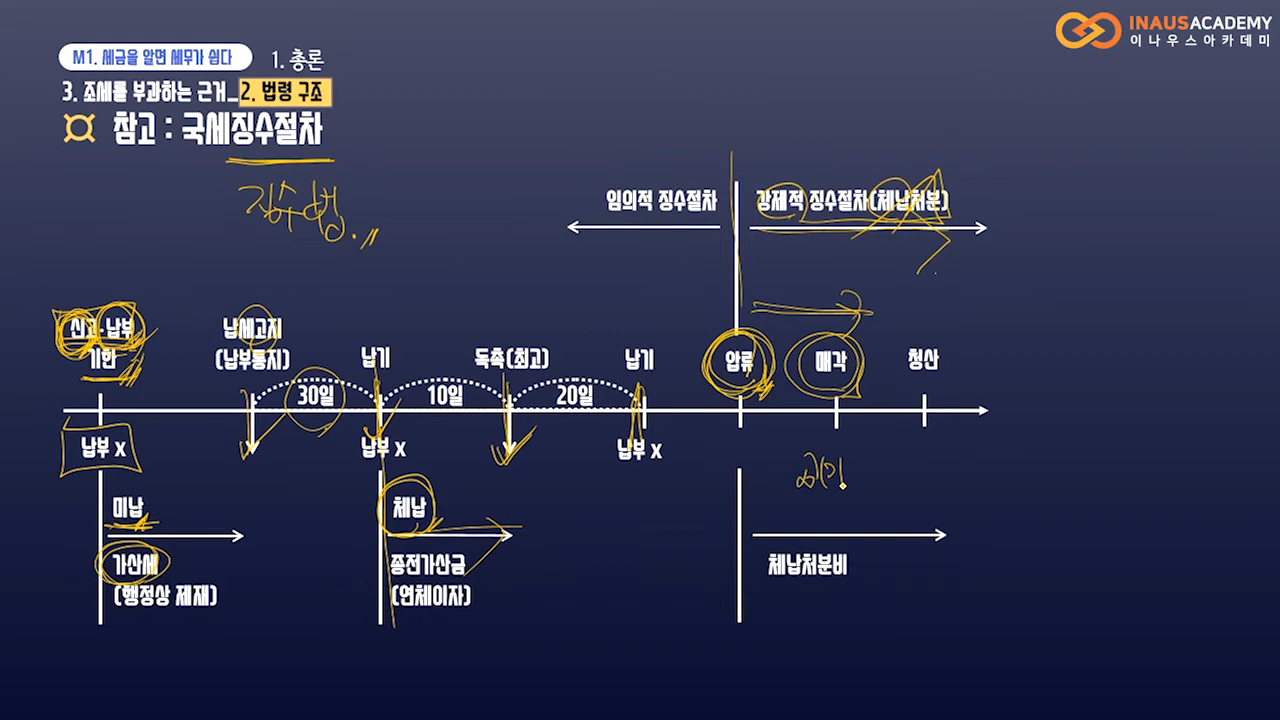 INAUSACADEMY
이나우스아카데미
M1. 세금을 알면 세무가 쉽다
1. 총론
3. 조세를 부과하는 근거_2. 법령 구조
참고 : 국세징수절차
징수법.
임의적 징수절차
강제적 징수절차(체납처분)
신고·납부
기한
납세고지
(납부통지)
납기
독촉(최고)
납기
압류
매각
청산
30일
10일
20일
납부 x
납부 x
납부 x
미납
체납
가산세
(행정상 제재)
종전가산금
(연체이자)
체납처분비